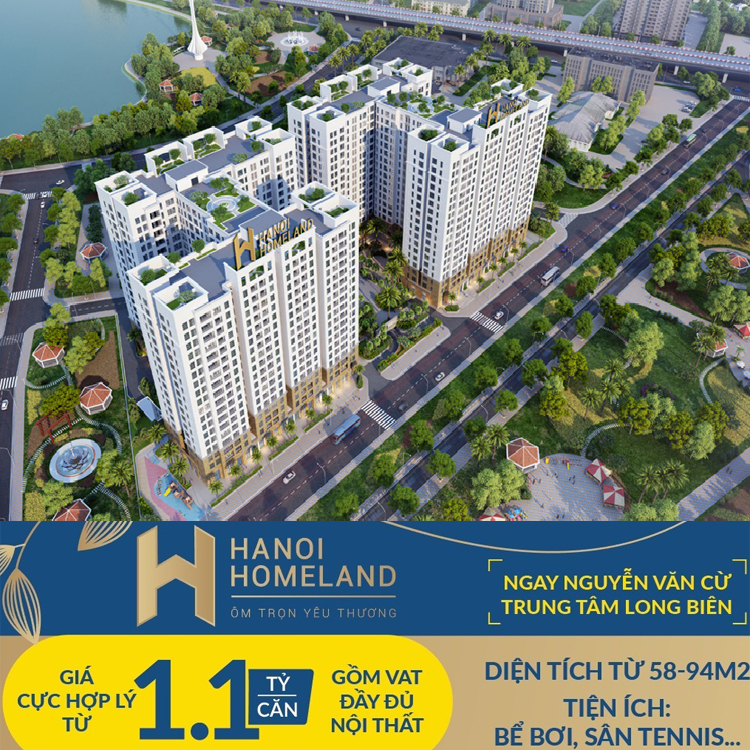 HANOI
HOMELAND
HANOI
HOMELAND
ÔM TRỌN YÊU THƯƠNG
NGAY NGUYỄN VĂN CỪ
TRUNG TÂM LONG BIÊN
GIÁ
CỰC HỢP LÝ
TỪ
1.1
TỶ
CĂN
GỒM VAT
ĐẦY ĐỦ
NỘI THẤT
DIỆN TÍCH TỪ 58-94M2
TIỆN ÍCH:
BỂ BƠI, SÂN TENNIS...